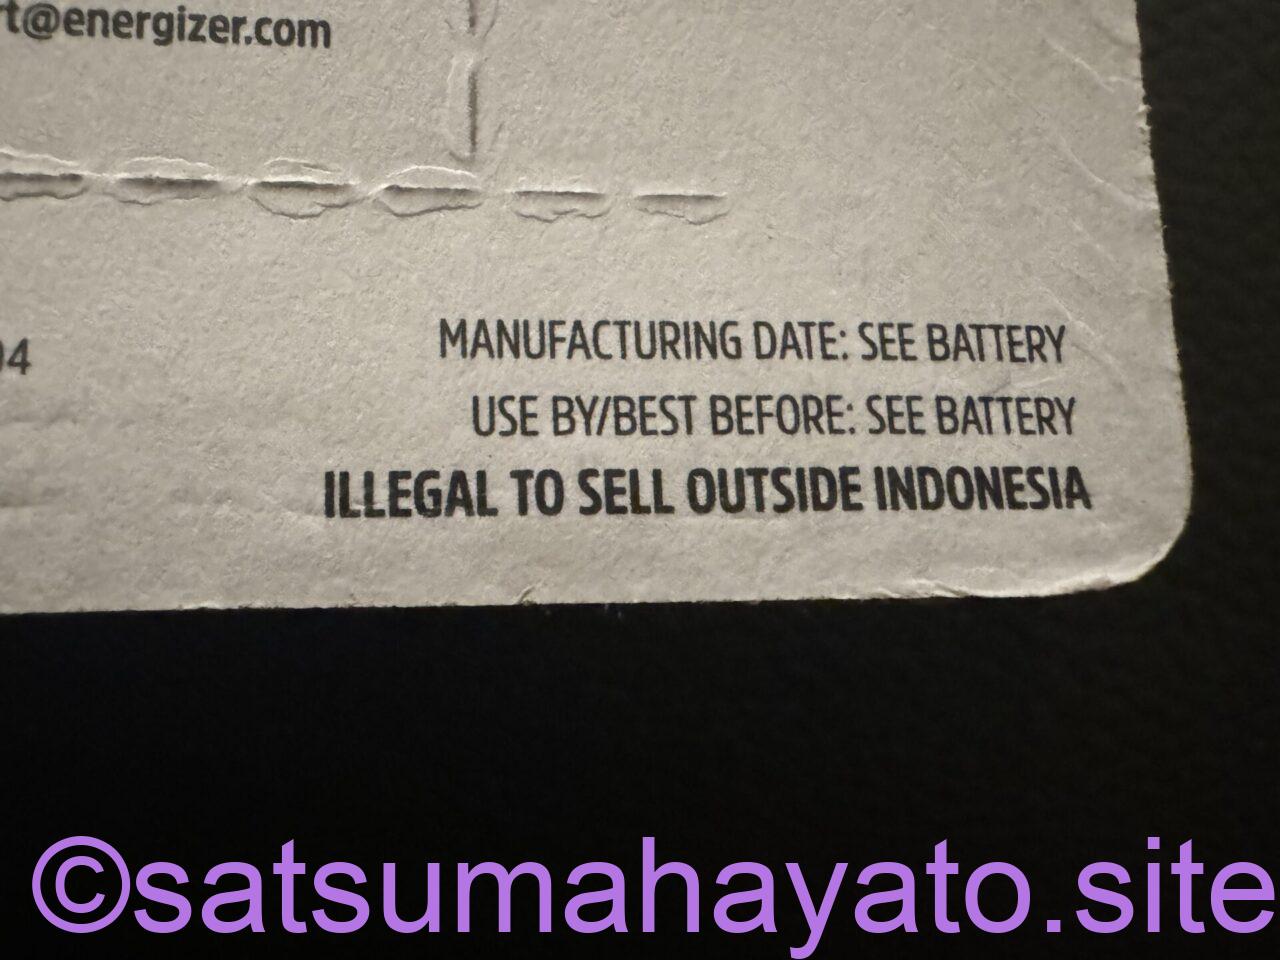 rt@energizer.com
04
MANUFACTURING DATE: SEE BATTERY
USE BY/BEST BEFORE: SEE BATTERY
ILLEGAL TO SELL OUTSIDE INDONESIA
©satsumahayato.site